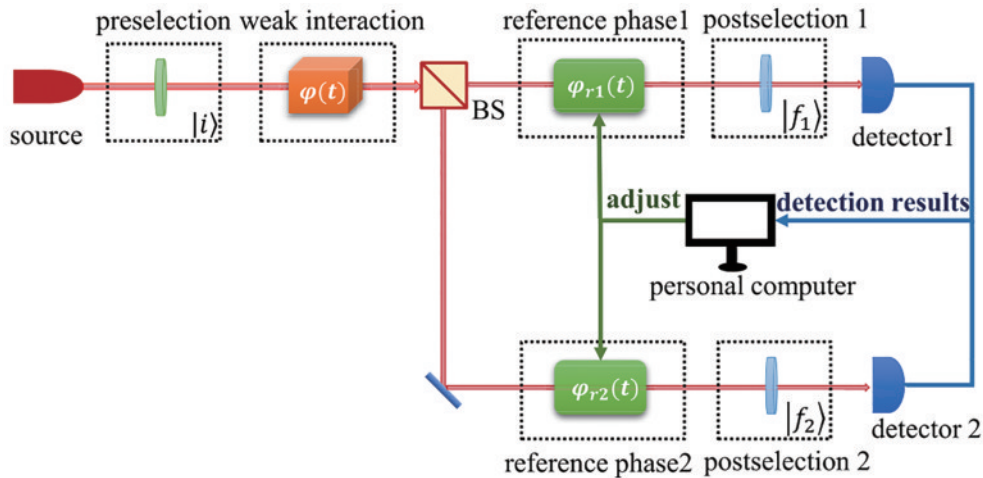 preselection
weak interaction
reference phase1
postselection 1
φ(t)
φr1(t)
BS
|i⟩
|f1⟩
source
detector1
adjust
detection results
personal computer
φr2(t)
|f2⟩
detector 2
reference phase2
postselection 2